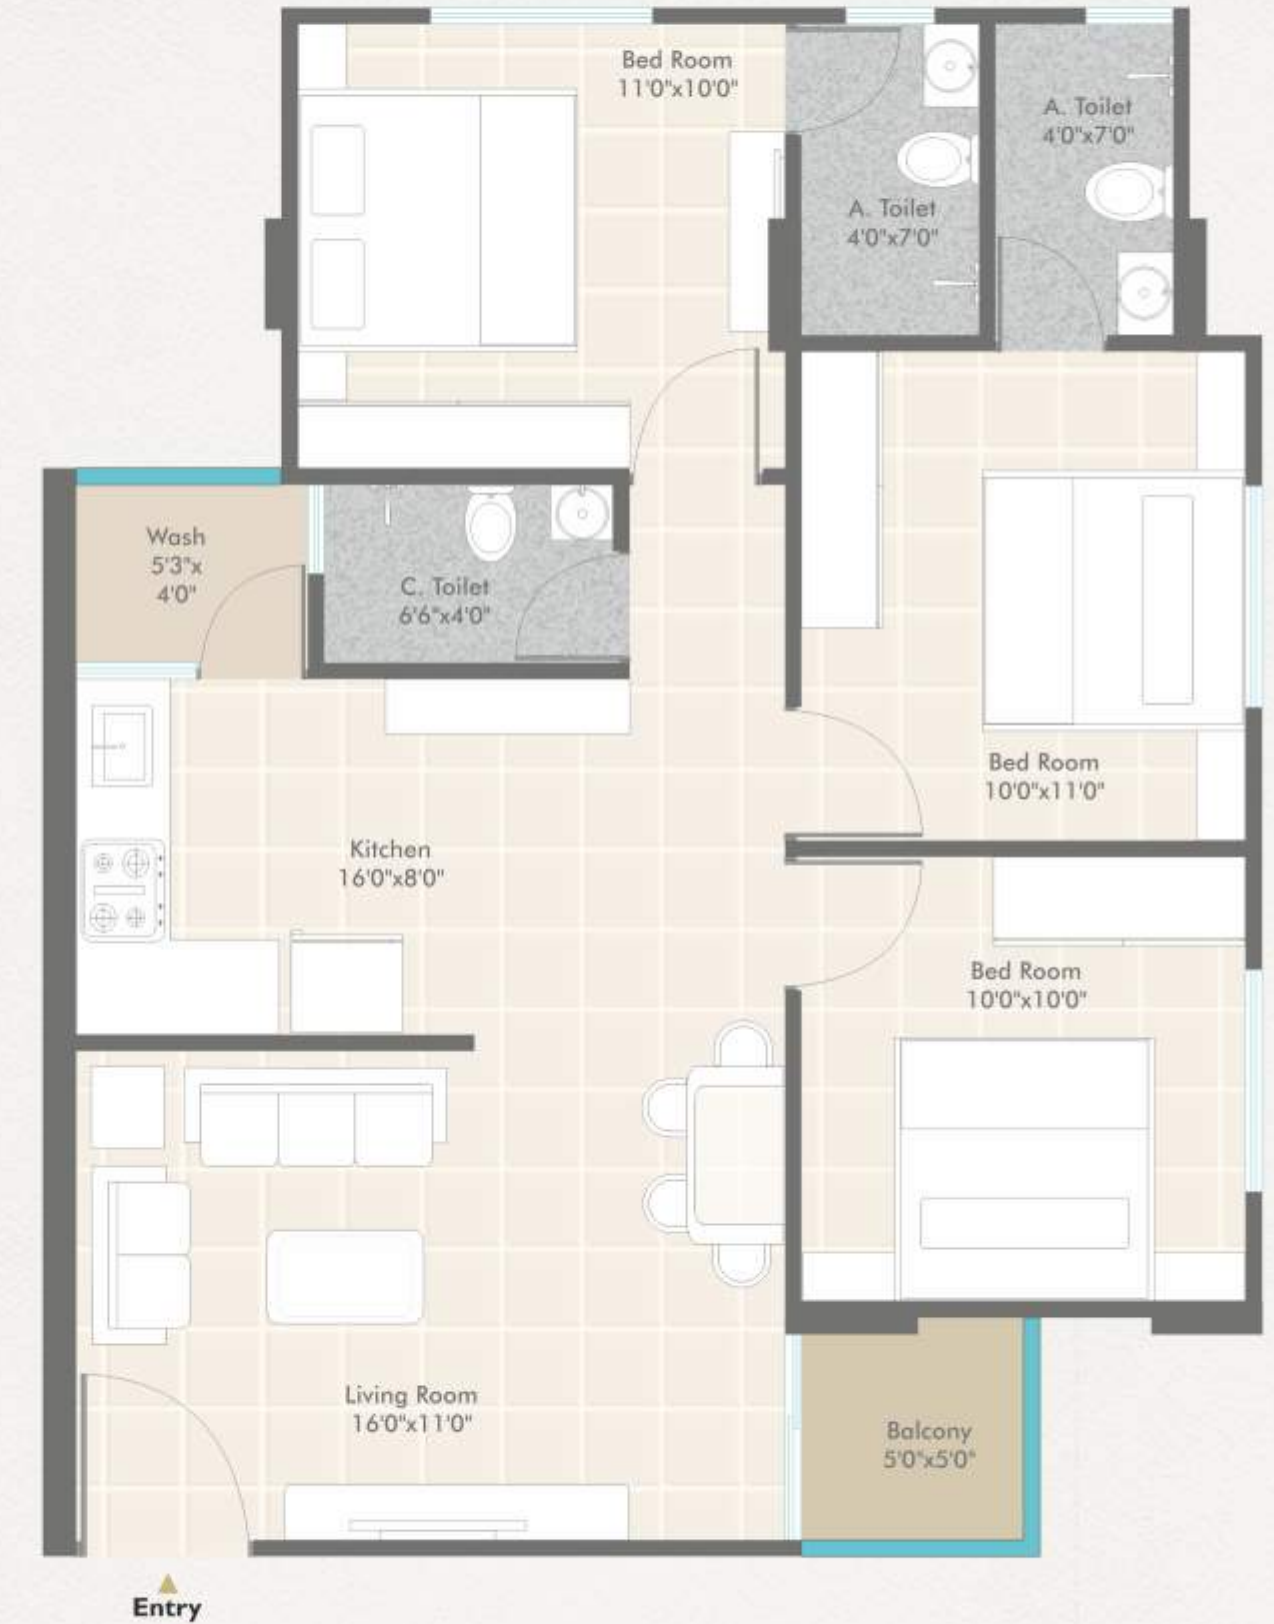 Bed Room
11'0"x10'0"
A. Toilet
4'0"x7'0"
A. Toilet
4'0"x7'0"
Wash
5'3"x
4'0"
C. Toilet
6'6"x4'0"
Bed Room
10'0"x11'0"
Kitchen
16'0"x8'0"
Bed Room
10'0"x10'0"
Living Room
16'0"x11'0"
Balcony
5'0"x5'0"
Entry